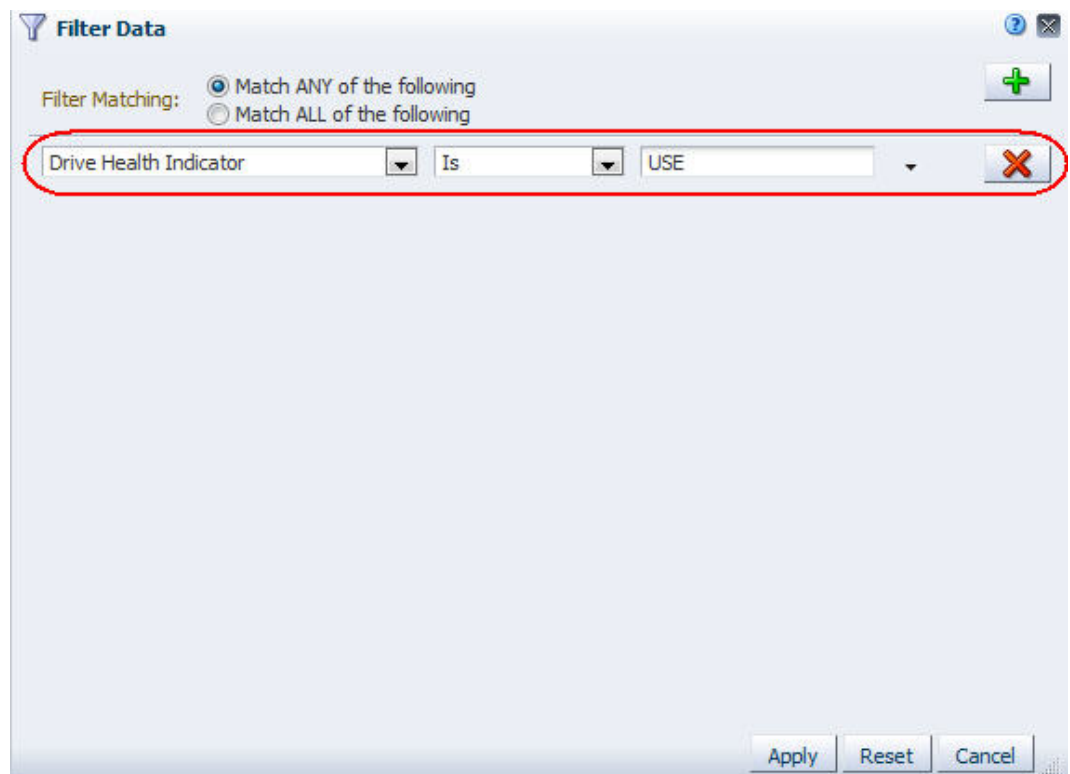 Filter Data
Filter Matching:
Match ANY of the following
Match ALL of the following
Drive Health Indicator Is USE
Apply Reset Cancel